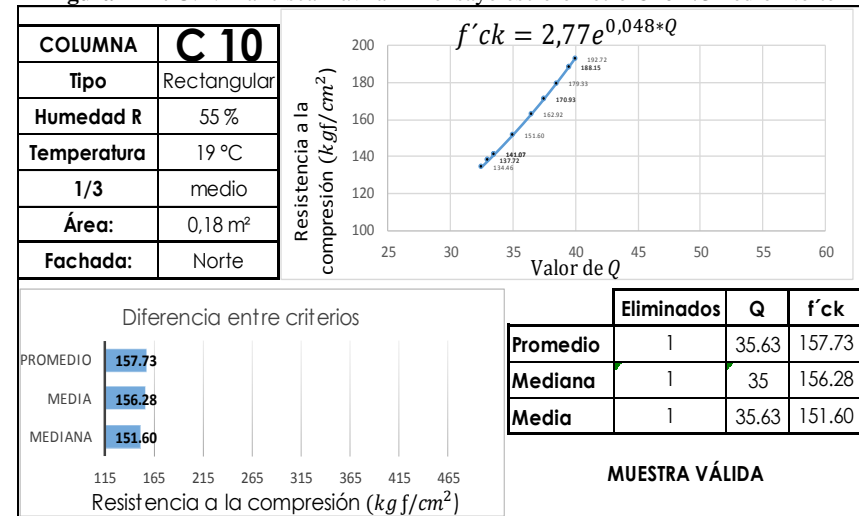 COLUMNA C 10
Tipo Rectangular
Humedad R 55 %
Temperatura 19 °C
1/3 medio
Área: 0,18 m²
Fachada: Norte
f´ck = 2,77e^0,048*Q
Resistencia a la
compresión (kgf/cm²)
200
180
160
140
120
100
192.72
188.15
179.33
170.93
162.92
151.60
141.07
137.72
134.46
25 30 35 40 45 50 55 60
Valor de Q
Diferencia entre criterios
PROMEDIO 157.73
MEDIA 156.28
MEDIANA 151.60
115 165 215 265 315 365 415 465
Resistencia a la compresión (kgf/cm²)
Eliminados Q f´ck
Promedio 1 35.63 157.73
Mediana 1 35 156.28
Media 1 35.63 151.60
MUESTRA VÁLIDA